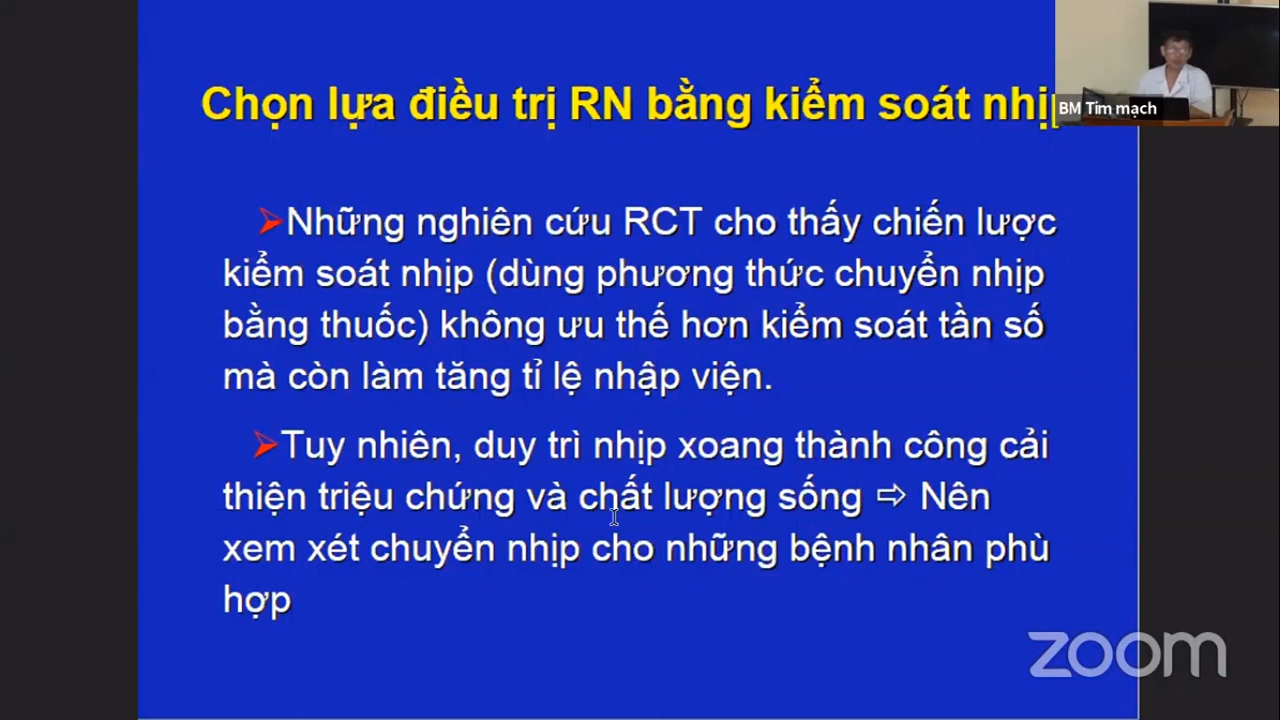 Chọn lựa điều trị RN bằng kiểm soát nhịp
BM Tim mạch
➢Những nghiên cứu RCT cho thấy chiến lược
kiểm soát nhịp (dùng phương thức chuyển nhịp
bằng thuốc) không ưu thế hơn kiểm soát tần số
mà còn làm tăng tỉ lệ nhập viện.
➢Tuy nhiên, duy trì nhịp xoang thành công cải
thiện triệu chứng và chất lượng sống ⇨ Nên
xem xét chuyển nhịp cho những bệnh nhân phù
hợp
zoom